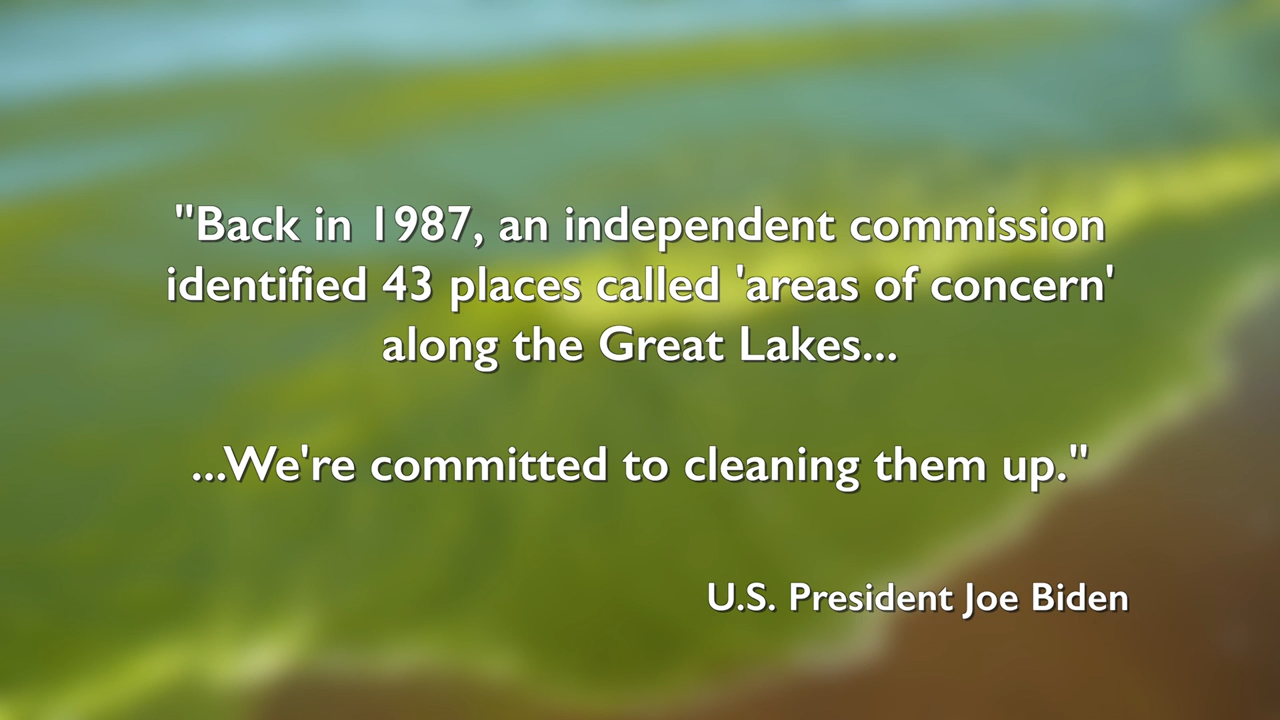 "Back in 1987, an independent commission
identified 43 places called 'areas of concern'
along the Great Lakes...
...We're committed to cleaning them up."
U.S. President Joe Biden